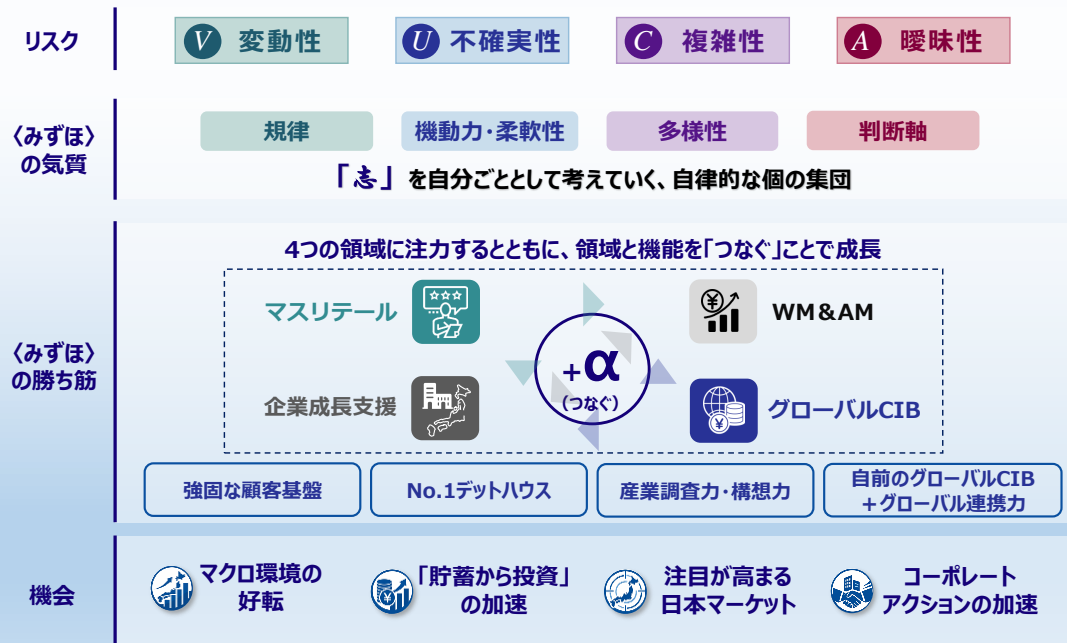 リスク
V 変動性
U 不確実性
C 複雑性
A 曖昧性
〈みずほ〉
の気質
規律
機動力・柔軟性
多様性
判断軸
「志」を自分ごととして考えていく、自律的な個の集団
〈みずほ〉
の勝ち筋
4つの領域に注力するとともに、領域と機能を「つなぐ」ことで成長
マスリテール
WM&AM
+α
(つなぐ)
企業成長支援
グローバルCIB
強固な顧客基盤
No.1デットハウス
産業調査力・構想力
自前のグローバルCIB
+グローバル連携力
機会
マクロ環境の
好転
「貯蓄から投資」
の加速
注目が高まる
日本マーケット
コーポレート
アクションの加速